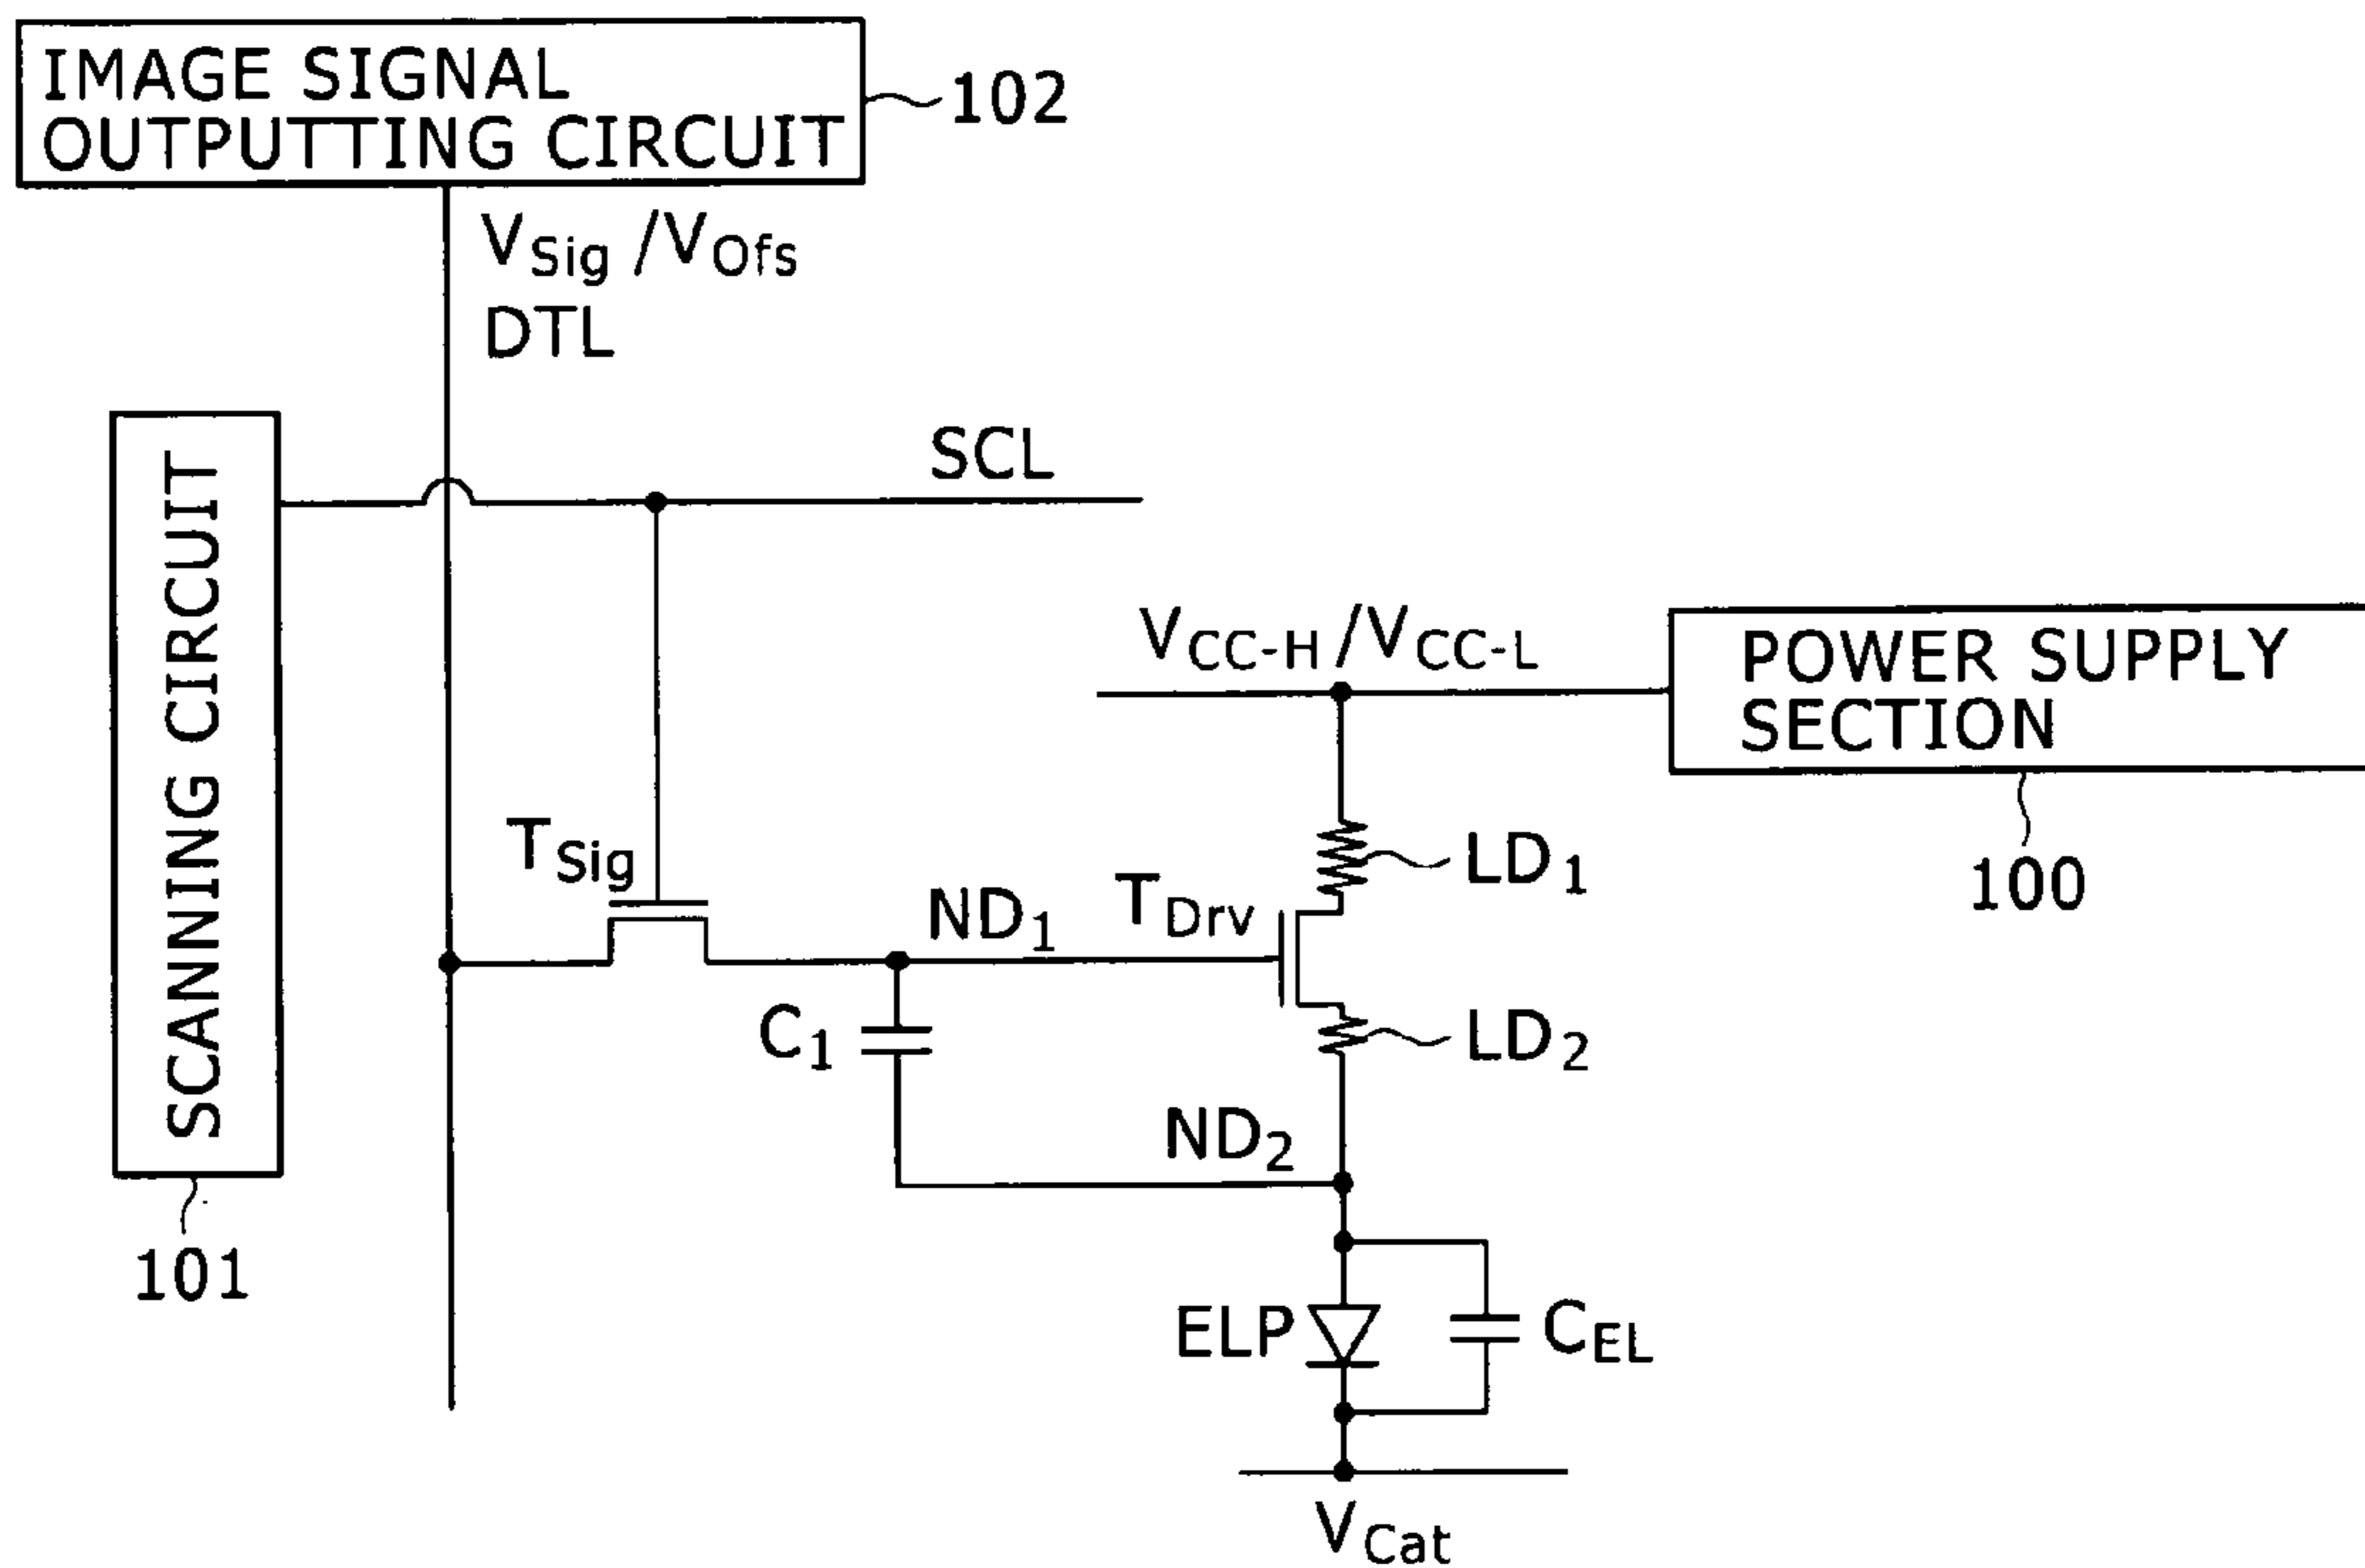 IMAGE SIGNAL
OUTPUTTING CIRCUIT
102
VSig /VOfs
DTL
SCANNING CIRCUIT
101
SCL
VCC-H /VCC-L
POWER SUPPLY
SECTION
100
TSig
ND1
TDrv
LD1
C1
LD2
ND2
ELP
CEL
VCat